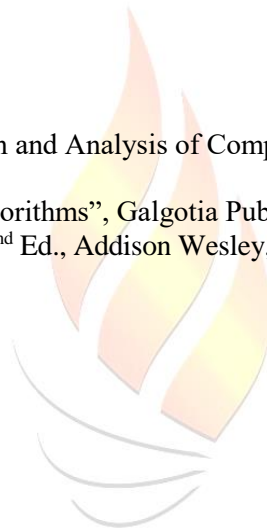 and Analysis of Comp
orithms”, Galgotia Pub
nd Ed., Addison Wesley,